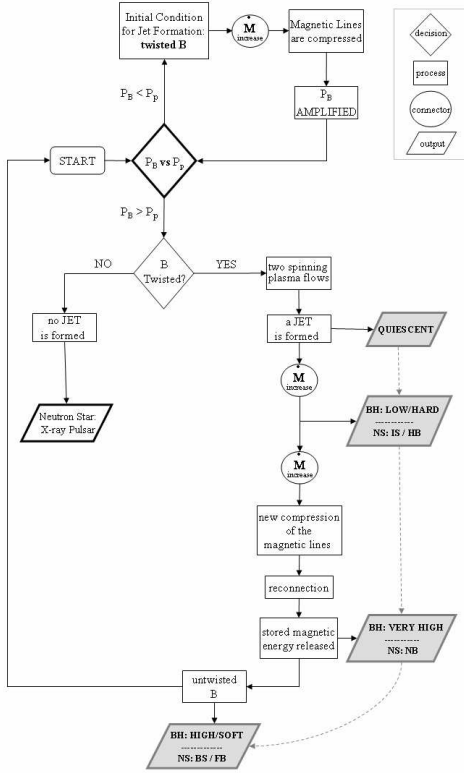 Initial Condition
for Jet Formation:
twisted B
Ṁ
increase
Magnetic Lines
are compressed
P_B
AMPLIFIED
decision
process
connector
output
P_B < P_p
START
P_B vs P_p
P_B > P_p
B
Twisted?
NO
YES
two spinning
plasma flows
no JET
is formed
a JET
is formed
QUIESCENT
Ṁ
increase
Neutron Star:
X-ray Pulsar
BH: LOW/HARD
-------------
NS: IS / HB
Ṁ
increase
new compression
of the
magnetic lines
reconnection
stored magnetic
energy released
BH: VERY HIGH
------------
NS: NB
untwisted
B
BH: HIGH/SOFT
--------------
NS: BS / FB